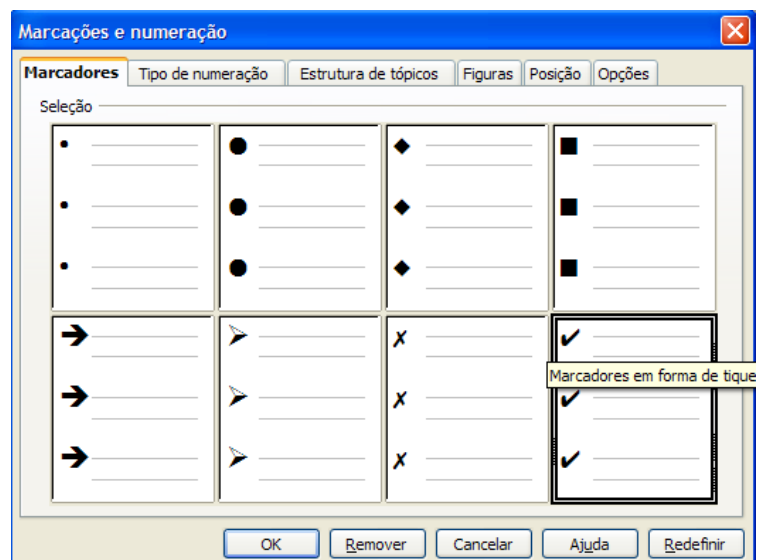 Marcações e numeração
Marcadores Tipo de numeração Estrutura de tópicos Figuras Posição Opções
Seleção
Marcadores em forma de tique
OK Remover Cancelar Ajuda Redefinir